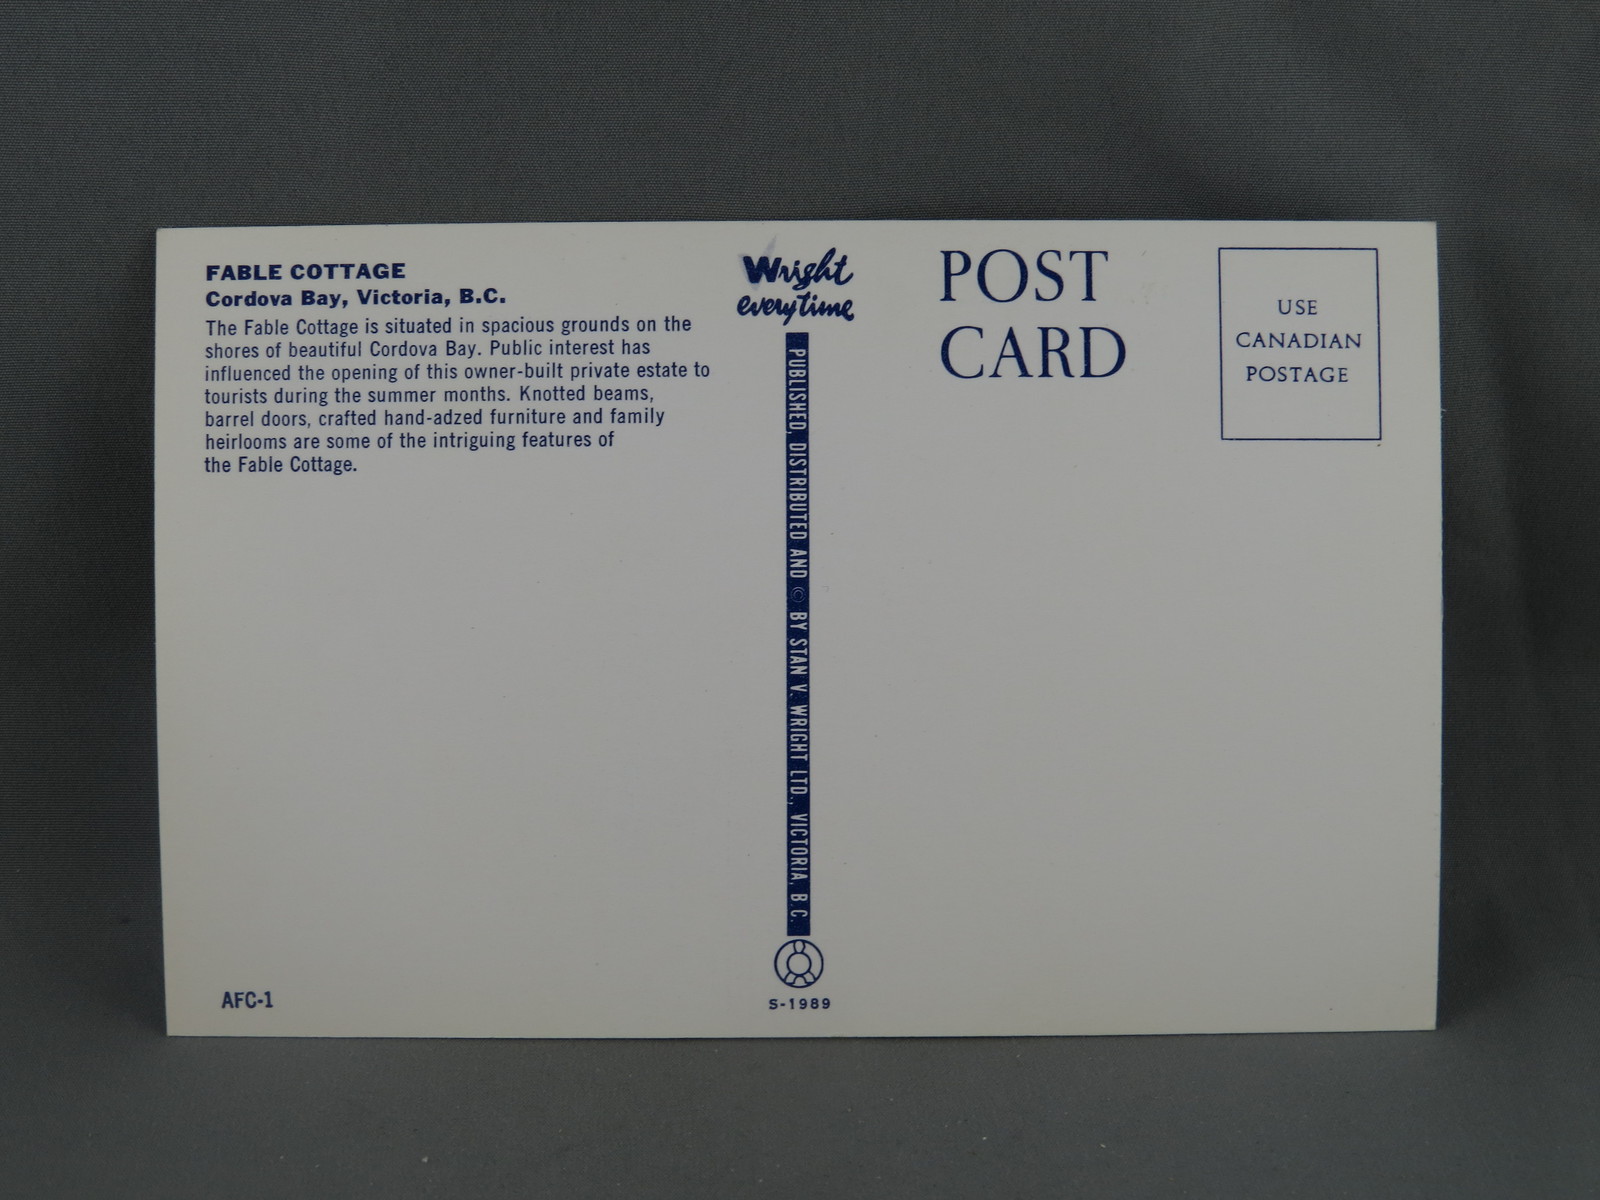 FABLE COTTAGE
Cordova Bay, Victoria, B.C.
The Fable Cottage is situated in spacious grounds on the
shores of beautiful Cordova Bay. Public interest has
influenced the opening of this owner-built private estate to
tourists during the summer months. Knotted beams,
barrel doors, crafted hand-adzed furniture and family
heirlooms are some of the intriguing features of
the Fable Cottage.
AFC-1
Wright
everytime
PUBLISHED, DISTRIBUTED AND © BY STAN V. WRIGHT LTD., VICTORIA, B.C.
S-1989
POST
CARD
USE
CANADIAN
POSTAGE